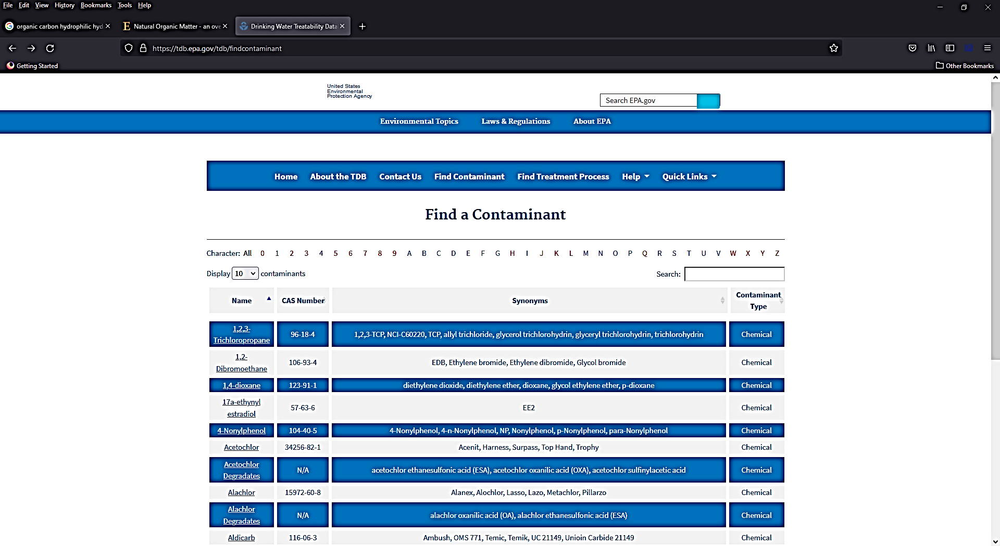 File Edit View History Bookmarks Tools Help
organic carbon hydrophilic hyd
Natural Organic Matter - an ove
Drinking Water Treatability Data
https://tdb.epa.gov/tdb/findcontaminant
Getting Started
Other Bookmarks
United States
Environmental
Protection Agency
Search EPA.gov
Environmental Topics Laws & Regulations About EPA
Home About the TDB Contact Us Find Contaminant Find Treatment Process Help Quick Links
Find a Contaminant
Character: All 0 1 2 3 4 5 6 7 8 9 A B C D E F G H I J K L M N O P Q R S T U V W X Y Z
Display 10 contaminants Search:
Name CAS Number Synonyms Contaminant
Type
1,2,3-
Trichloropropane 96-18-4 1,2,3-TCP, NCI-C60220, TCP, allyl trichloride, glycerol trichlorohydrin, glyceryl trichlorohydrin, trichlorohydrin Chemical
1,2-
Dibromoethane 106-93-4 EDB, Ethylene bromide, Ethylene dibromide, Glycol bromide Chemical
1,4-dioxane 123-91-1 diethylene dioxide, diethylene ether, dioxane, glycol ethylene ether, p-dioxane Chemical
17a-ethynyl
estradiol 57-63-6 EE2 Chemical
4-Nonylphenol 104-40-5 4-Nonylphenol, 4-n-Nonylphenol, NP, Nonylphenol, p-Nonylphenol, para-Nonylphenol Chemical
Acetochlor 34256-82-1 Acenit, Harness, Surpass, Top Hand, Trophy Chemical
Acetochlor
Degradates N/A acetochlor ethanesulfonic acid (ESA), acetochlor oxanilic acid (OXA), acetochlor sulfinylacetic acid Chemical
Alachlor 15972-60-8 Alanex, Alochlor, Lasso, Lazo, Metachlor, Pillarzo Chemical
Alachlor
Degradates N/A alachlor oxanilic acid (OA), alachlor ethanesulfonic acid (ESA) Chemical
Aldicarb 116-06-3 Ambush, OMS 771, Temic, Temik, UC 21149, Unioin Carbide 21149 Chemical